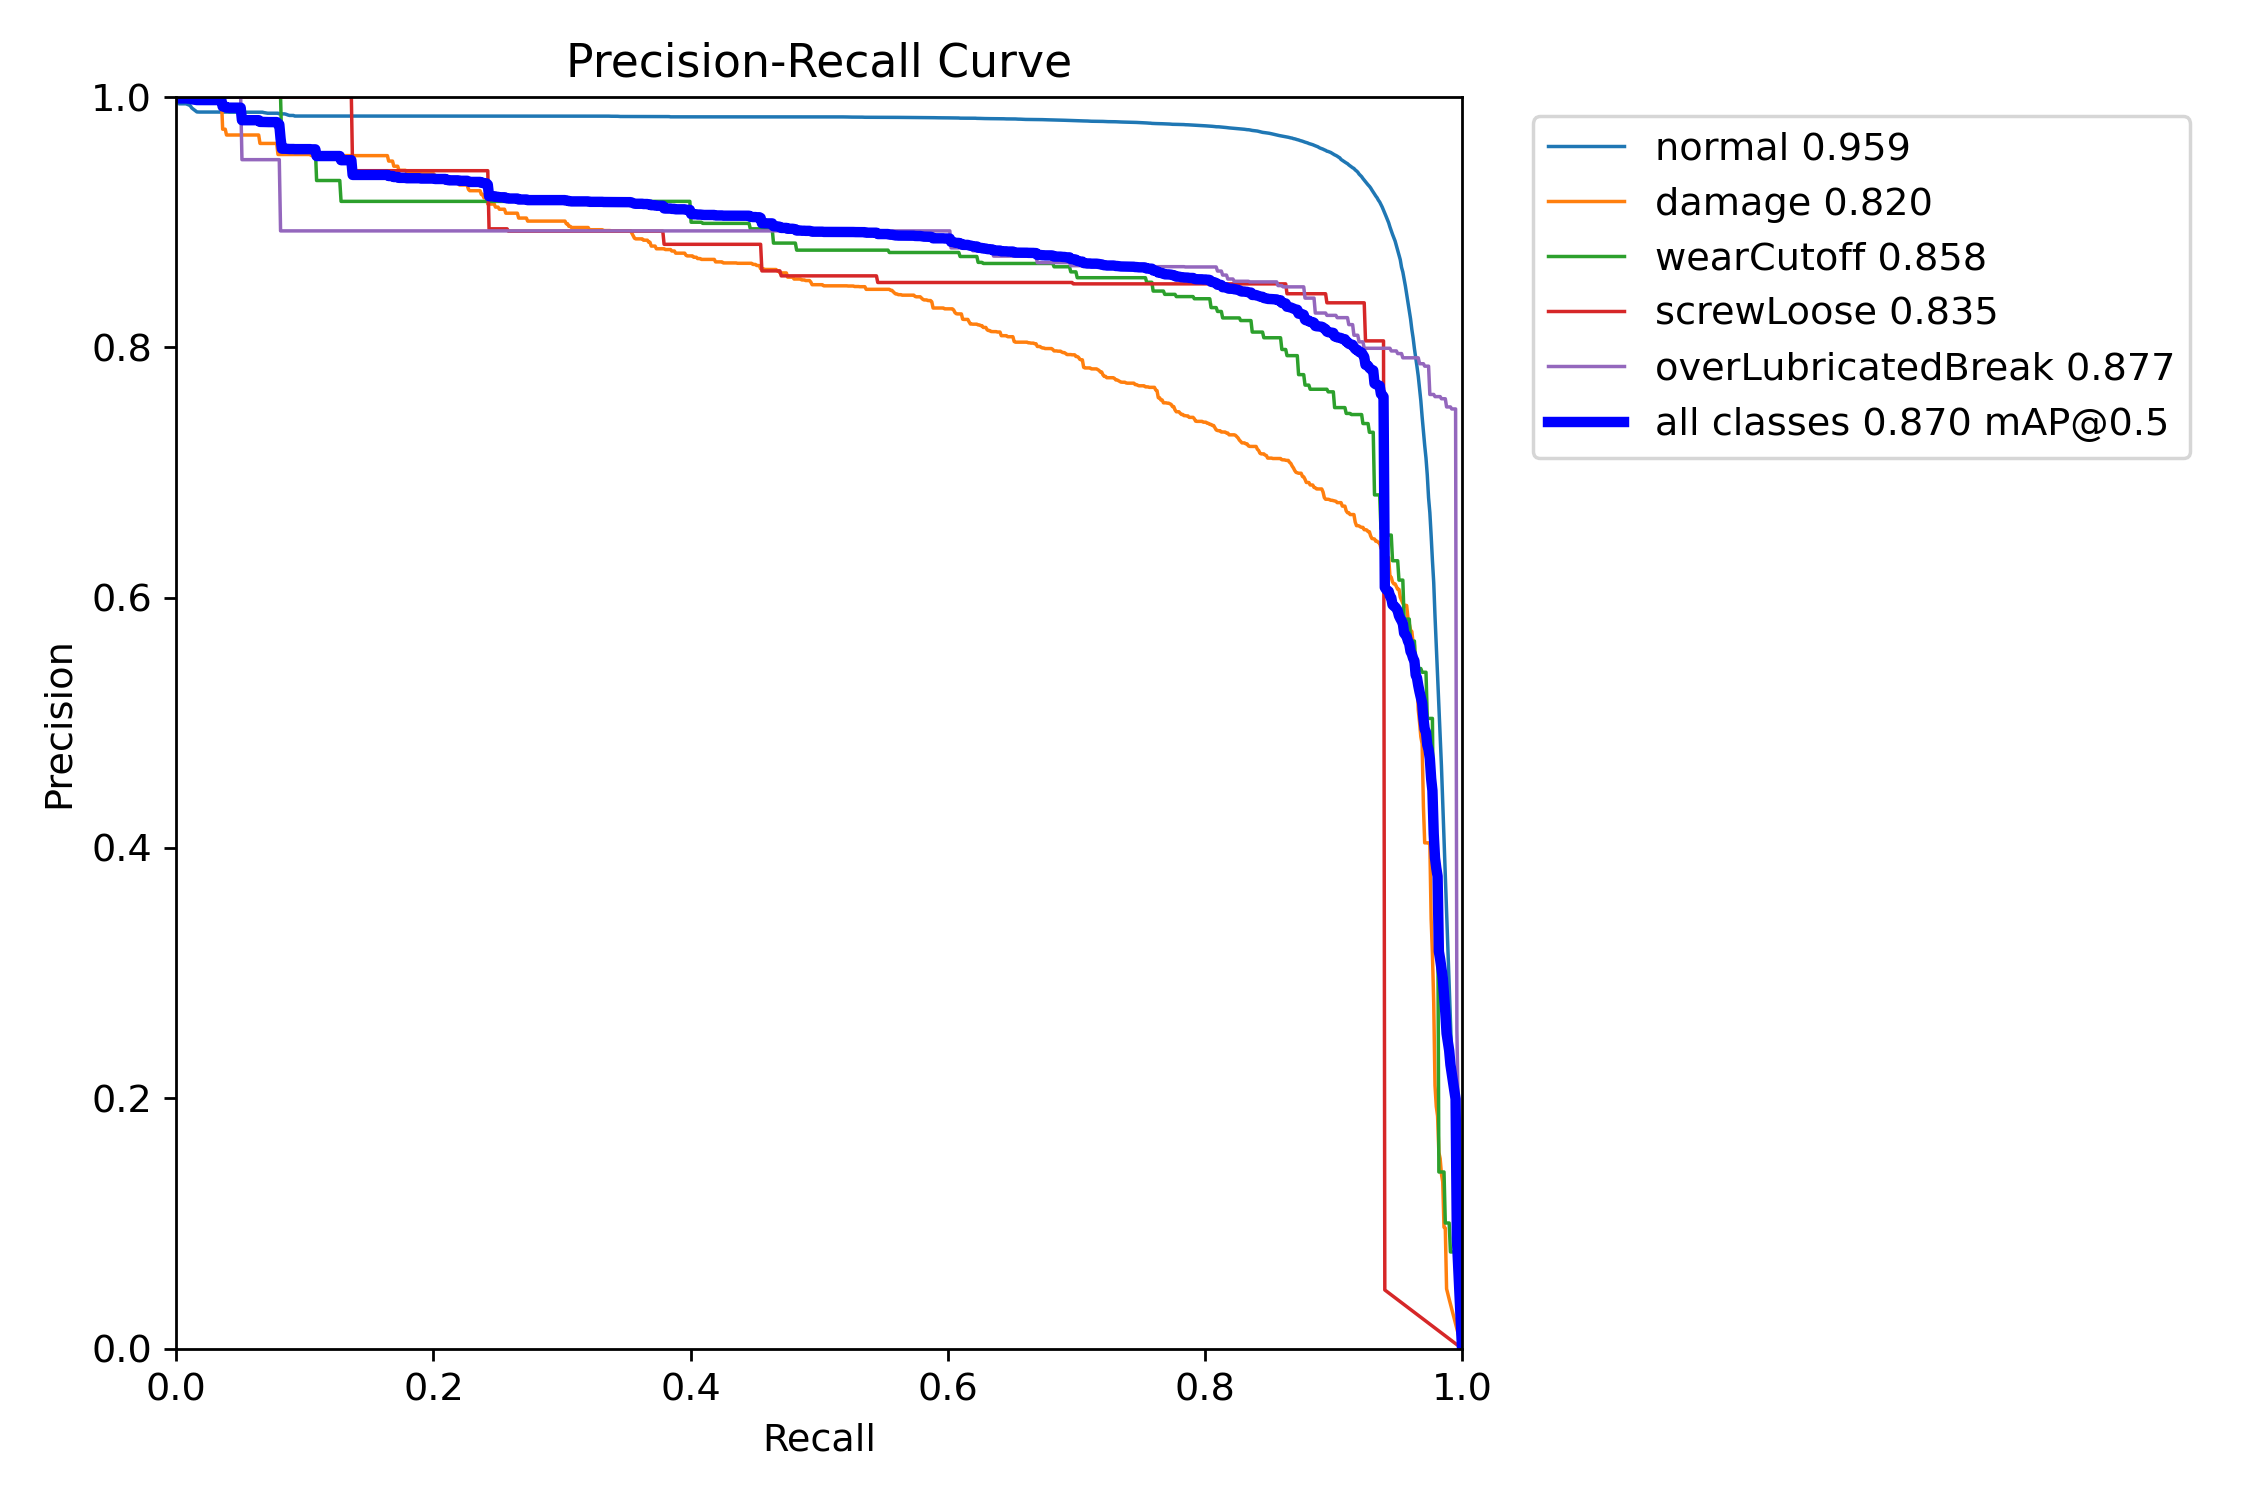 Precision-Recall Curve
1.0
0.8
0.6
0.4
0.2
0.0
Precision
0.0 0.2 0.4 0.6 0.8 1.0
Recall
normal 0.959
damage 0.820
wearCutoff 0.858
screwLoose 0.835
overLubricatedBreak 0.877
all classes 0.870 mAP@0.5